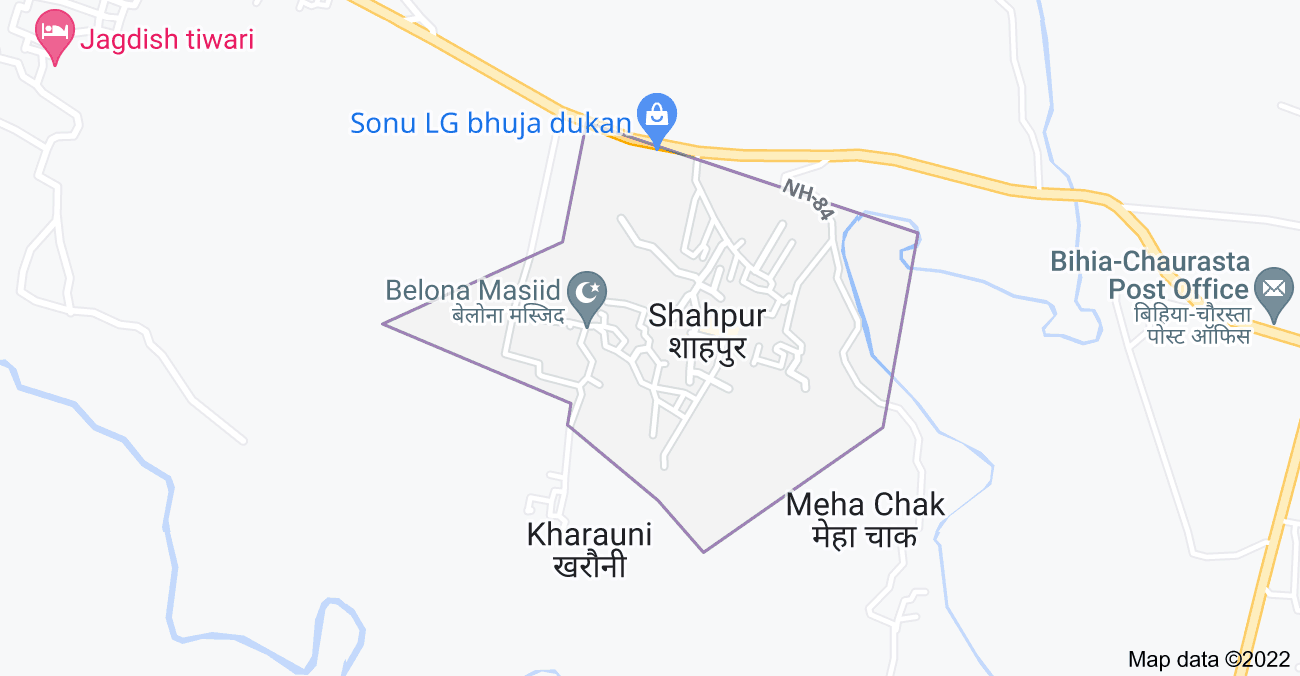 Jagdish tiwari
Sonu LG bhuja dukan
NH-84
Bihia-Chaurasta
Post Office
बिहिया-चौरस्ता
पोस्ट ऑफिस
Belona Masjid
बेलोना मस्जिद
Shahpur
शाहपुर
Meha Chak
मेहा चाक
Kharauni
खरौनी
Map data ©2022